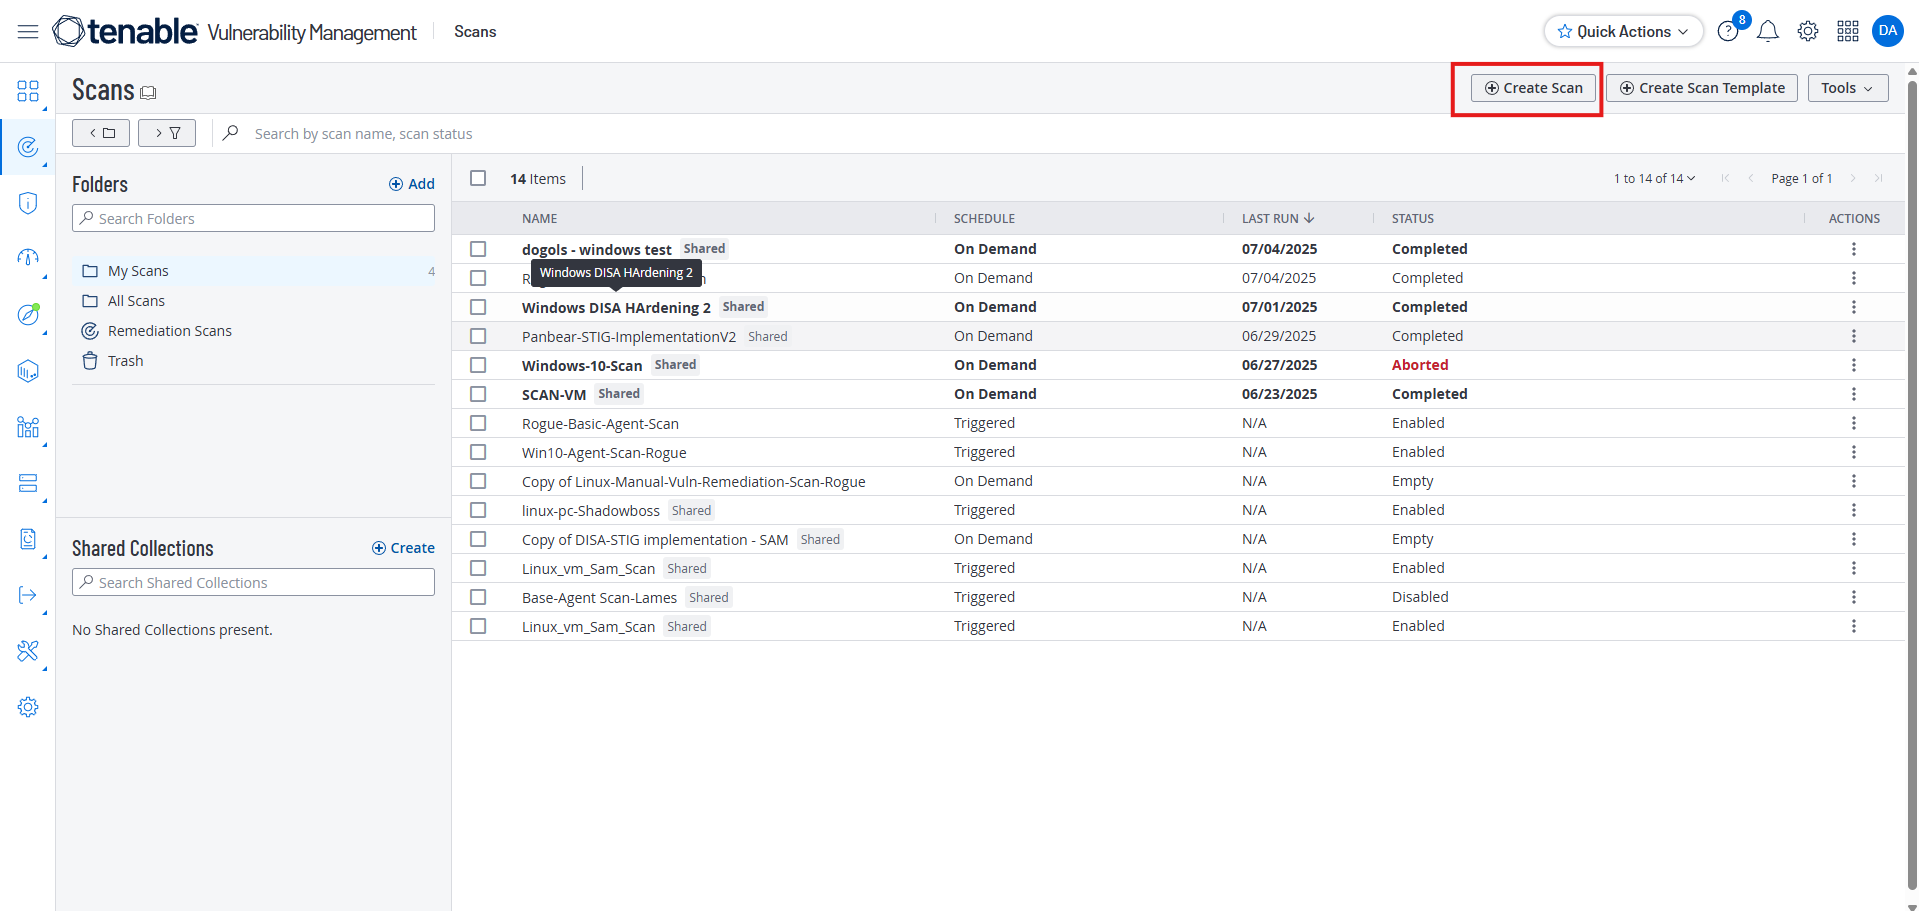 tenable Vulnerability Management Scans Quick Actions 8 DA
Scans
Create Scan Create Scan Template Tools
Search by scan name, scan status
Folders Add
Search Folders
My Scans 4
All Scans
Remediation Scans
Trash
Shared Collections Create
Search Shared Collections
No Shared Collections present.
14 Items 1 to 14 of 14 Page 1 of 1
NAME SCHEDULE LAST RUN STATUS ACTIONS
dogols - windows test Shared On Demand 07/04/2025 Completed
Windows DISA HArdening 2
On Demand 07/04/2025 Completed
Windows DISA HArdening 2 Shared On Demand 07/01/2025 Completed
Panbear-STIG-ImplementationV2 Shared On Demand 06/29/2025 Completed
Windows-10-Scan Shared On Demand 06/27/2025 Aborted
SCAN-VM Shared On Demand 06/23/2025 Completed
Rogue-Basic-Agent-Scan Triggered N/A Enabled
Win10-Agent-Scan-Rogue Triggered N/A Enabled
Copy of Linux-Manual-Vuln-Remediation-Scan-Rogue On Demand N/A Empty
linux-pc-Shadowboss Shared Triggered N/A Enabled
Copy of DISA-STIG implementation - SAM Shared On Demand N/A Empty
Linux_vm_Sam_Scan Shared Triggered N/A Enabled
Base-Agent Scan-Lames Shared Triggered N/A Disabled
Linux_vm_Sam_Scan Shared Triggered N/A Enabled